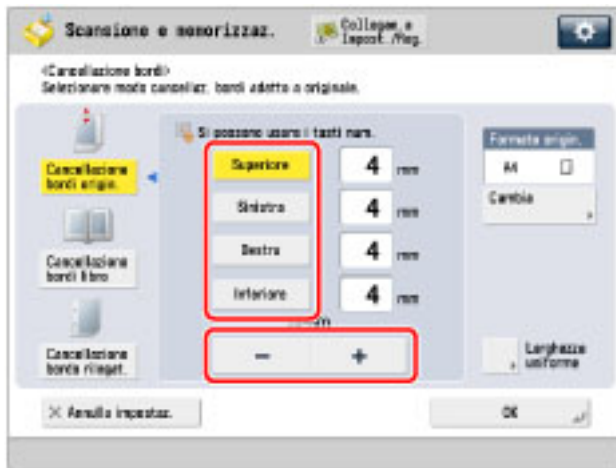 Scansione e memorizzaz.
Collegam. e
Impost./Reg.
<Cancellazione bordi>
Selezionare modo cancellaz. bordi adatto a originale.
Si possono usare i tasti num.
Cancellazione
bordi origin.
Cancellazione
bordi libro
Cancellazione
bordo rilegat.
Superiore
4 mm
Sinistra
4 mm
Destra
4 mm
Inferiore
4 mm
- +
Formato origin.
A4
Cambia
Larghezza
uniforme
× Annulla impostaz.
OK